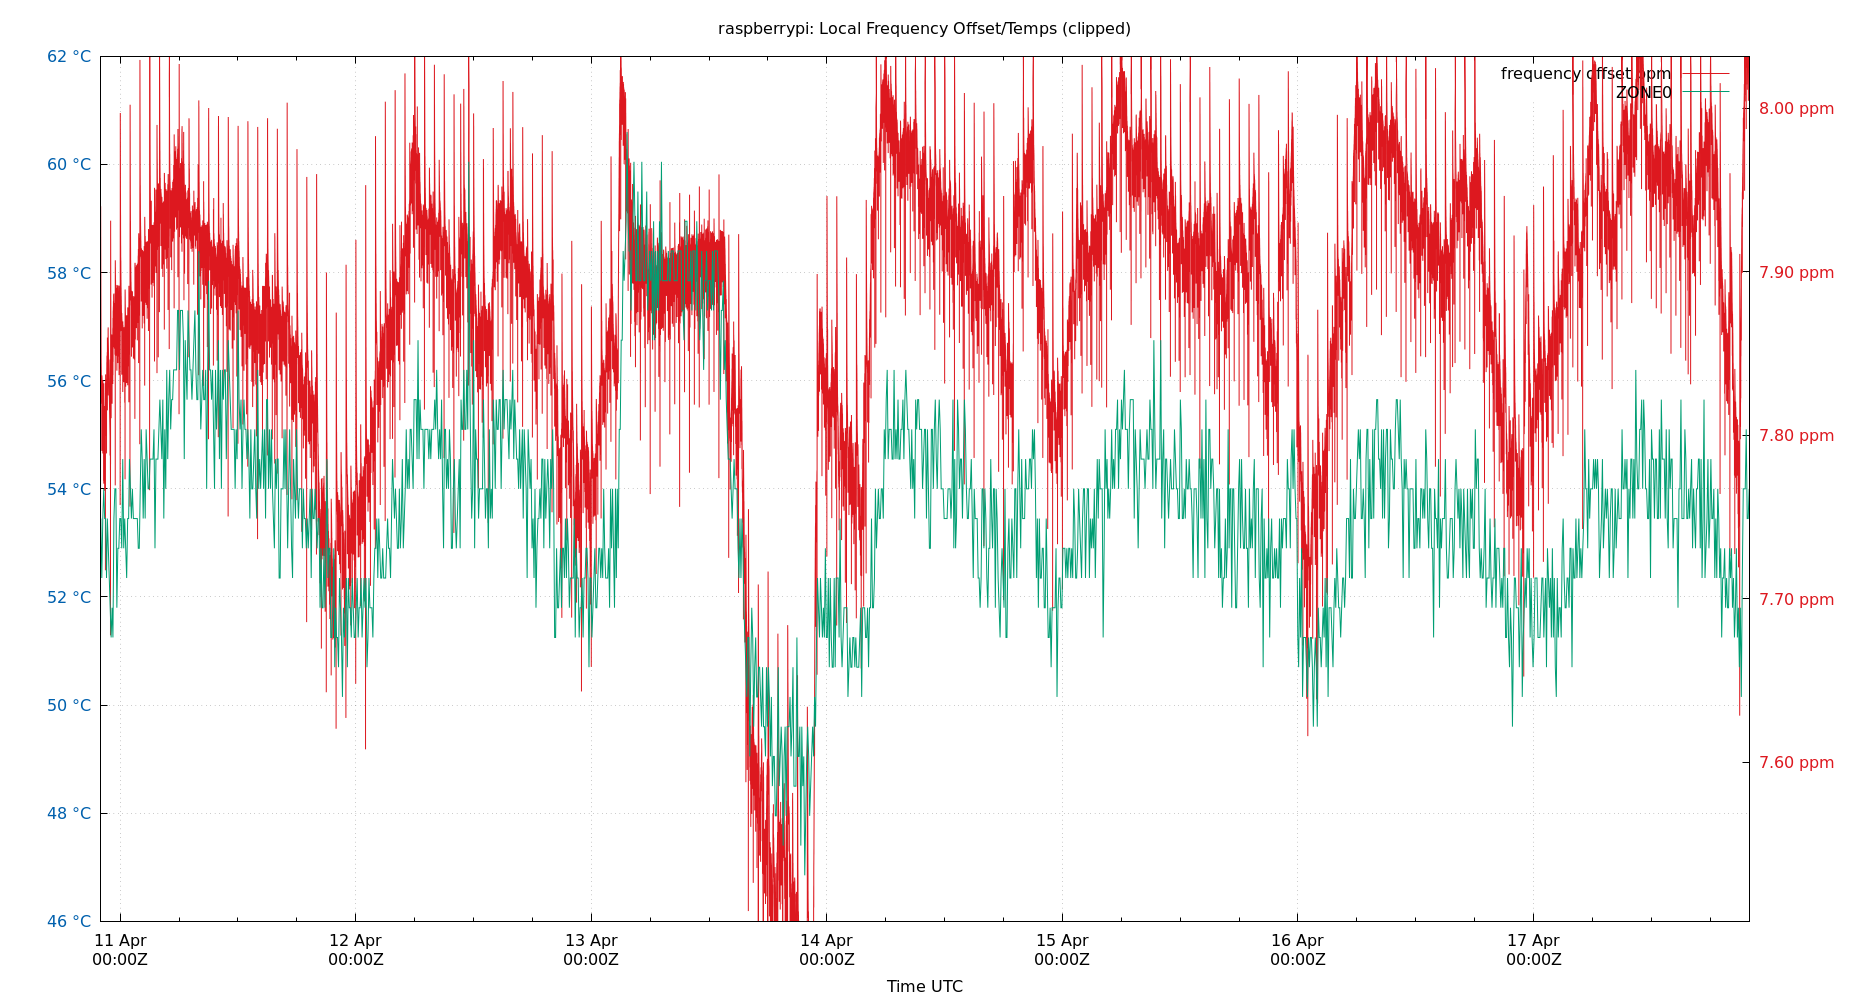 raspberrypi: Local Frequency Offset/Temps (clipped)
62 °C
60 °C
58 °C
56 °C
54 °C
52 °C
50 °C
48 °C
46 °C
frequency offset ppm
ZONE0
8.00 ppm
7.90 ppm
7.80 ppm
7.70 ppm
7.60 ppm
11 Apr
00:00Z
12 Apr
00:00Z
13 Apr
00:00Z
14 Apr
00:00Z
15 Apr
00:00Z
16 Apr
00:00Z
17 Apr
00:00Z
Time UTC